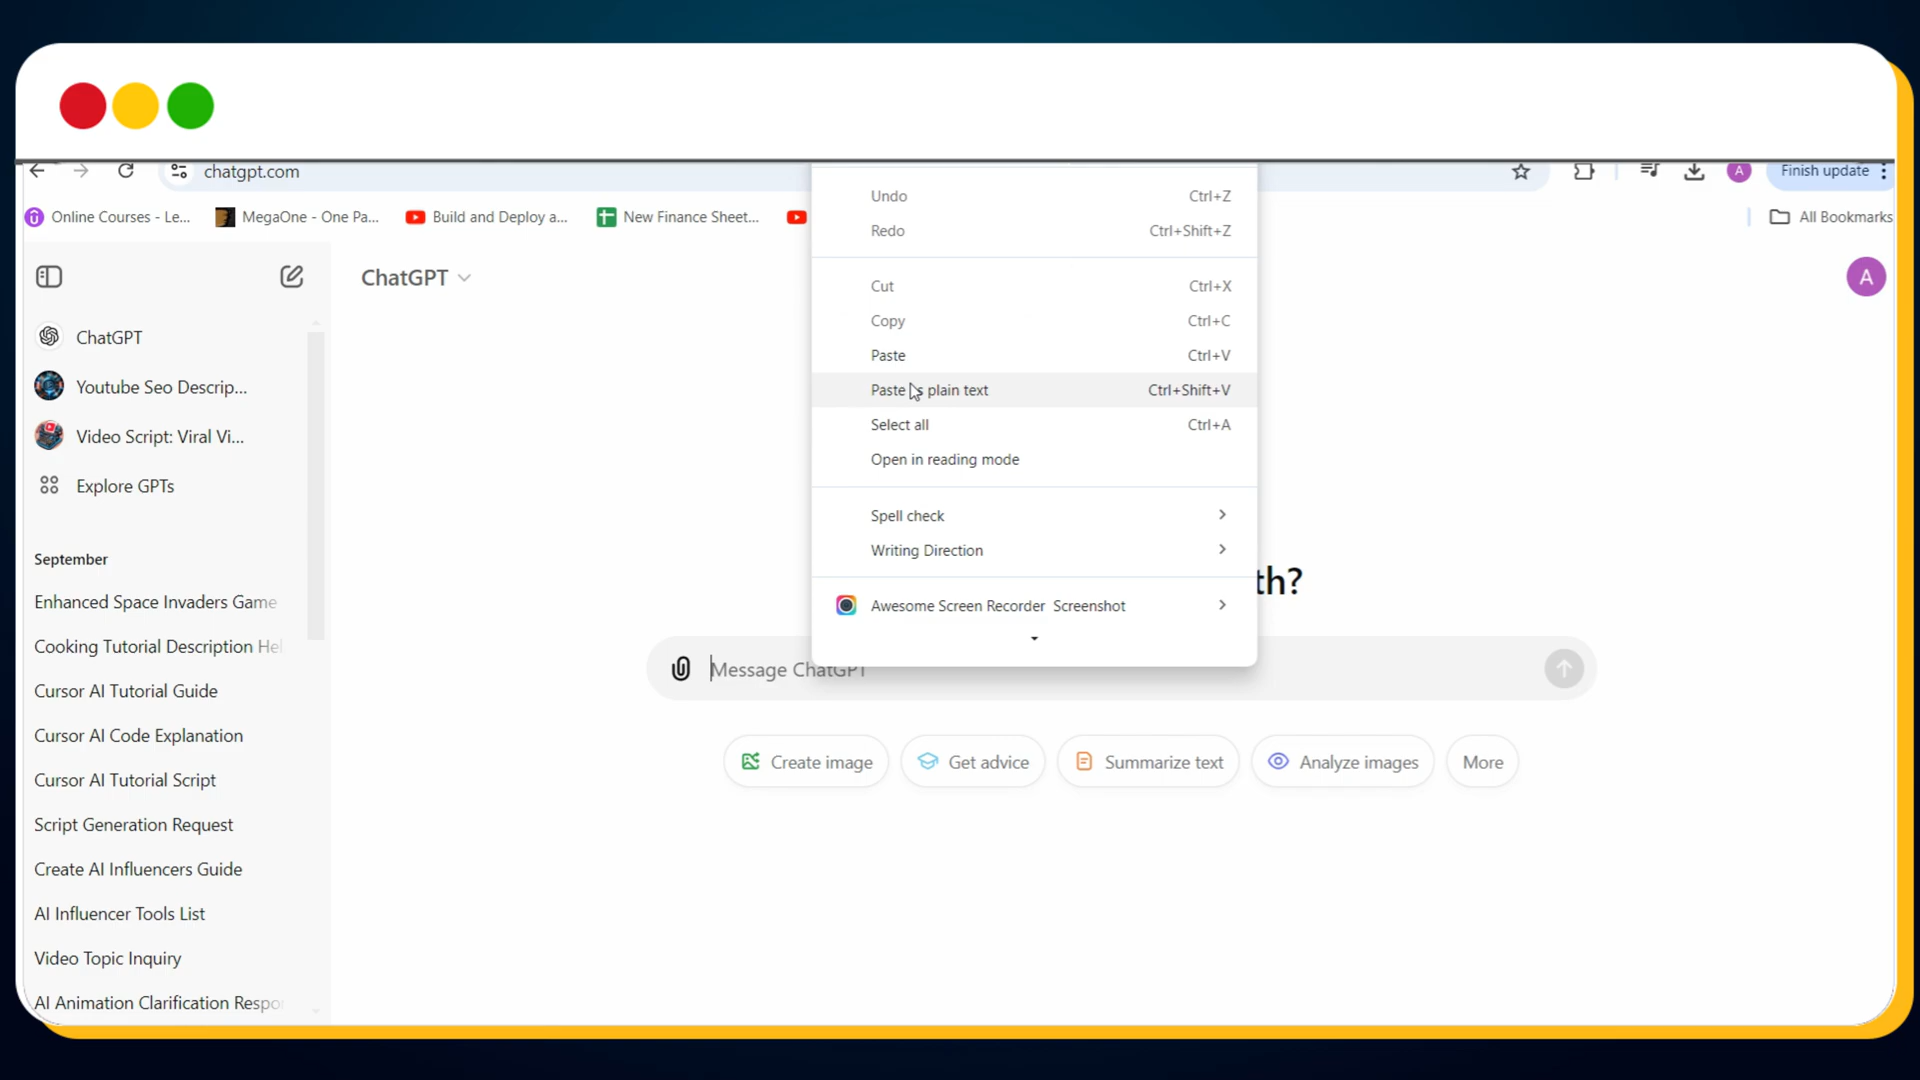 chatgpt.com
Finish update
Online Courses - Le...
MegaOne - One Pa...
Build and Deploy a...
New Finance Sheet...
All Bookmarks
ChatGPT
A
A
ChatGPT
Youtube Seo Descrip...
Video Script: Viral Vi...
Explore GPTs
September
Enhanced Space Invaders Game
Cooking Tutorial Description Hel
Cursor AI Tutorial Guide
Cursor AI Code Explanation
Cursor AI Tutorial Script
Script Generation Request
Create AI Influencers Guide
AI Influencer Tools List
Video Topic Inquiry
AI Animation Clarification Respo
Undo Ctrl+Z
Redo Ctrl+Shift+Z
Cut Ctrl+X
Copy Ctrl+C
Paste Ctrl+V
Paste as plain text Ctrl+Shift+V
Select all Ctrl+A
Open in reading mode
Spell check
Writing Direction
Awesome Screen Recorder Screenshot
th?
Message ChatGPT
Create image
Get advice
Summarize text
Analyze images
More